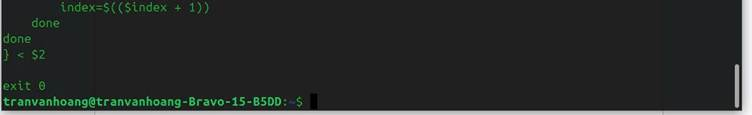 index=$(($index + 1))
done
done
} < $2
exit 0
tranvanhoang@tranvanhoang-Bravo-15-B5DD:~$